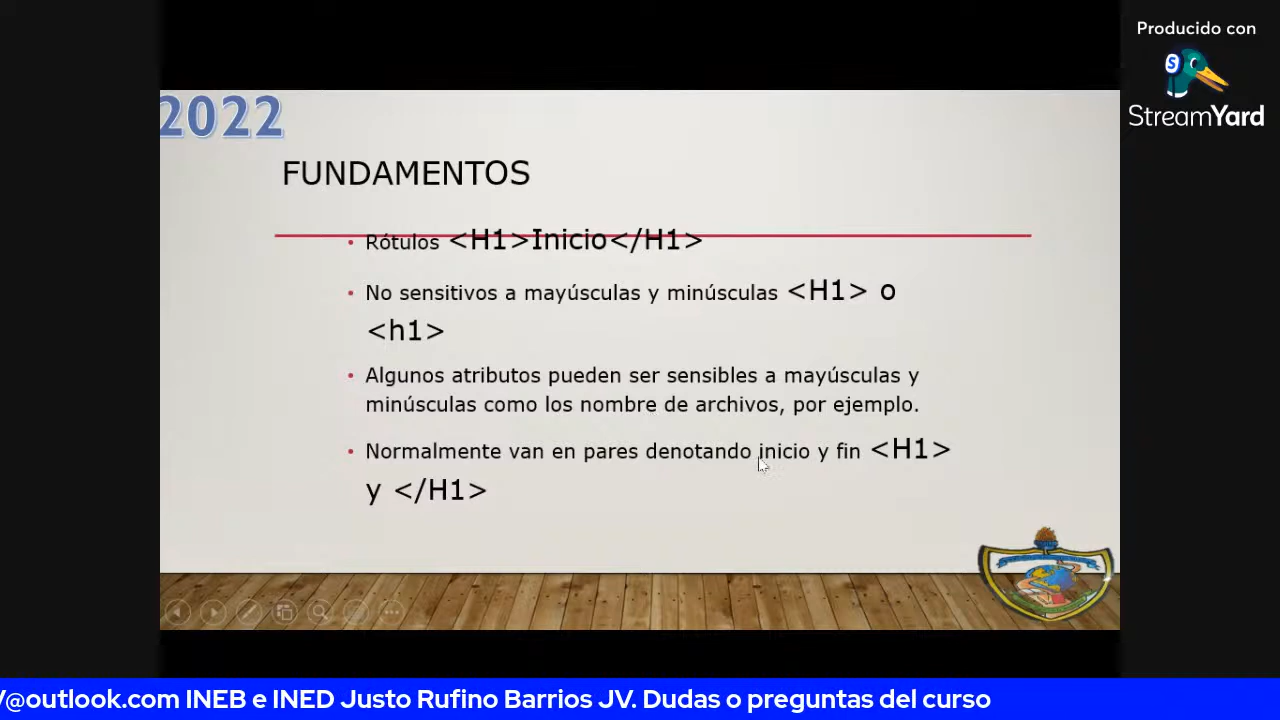 Producido con
StreamYard
2022
FUNDAMENTOS
• Rótulos <H1>Inicio</H1>
• No sensitivos a mayúsculas y minúsculas <H1> o
<h1>
• Algunos atributos pueden ser sensibles a mayúsculas y
minúsculas como los nombre de archivos, por ejemplo.
• Normalmente van en pares denotando inicio y fin <H1>
y </H1>
@outlook.com INEB e INED Justo Rufino Barrios JV. Dudas o preguntas del curso